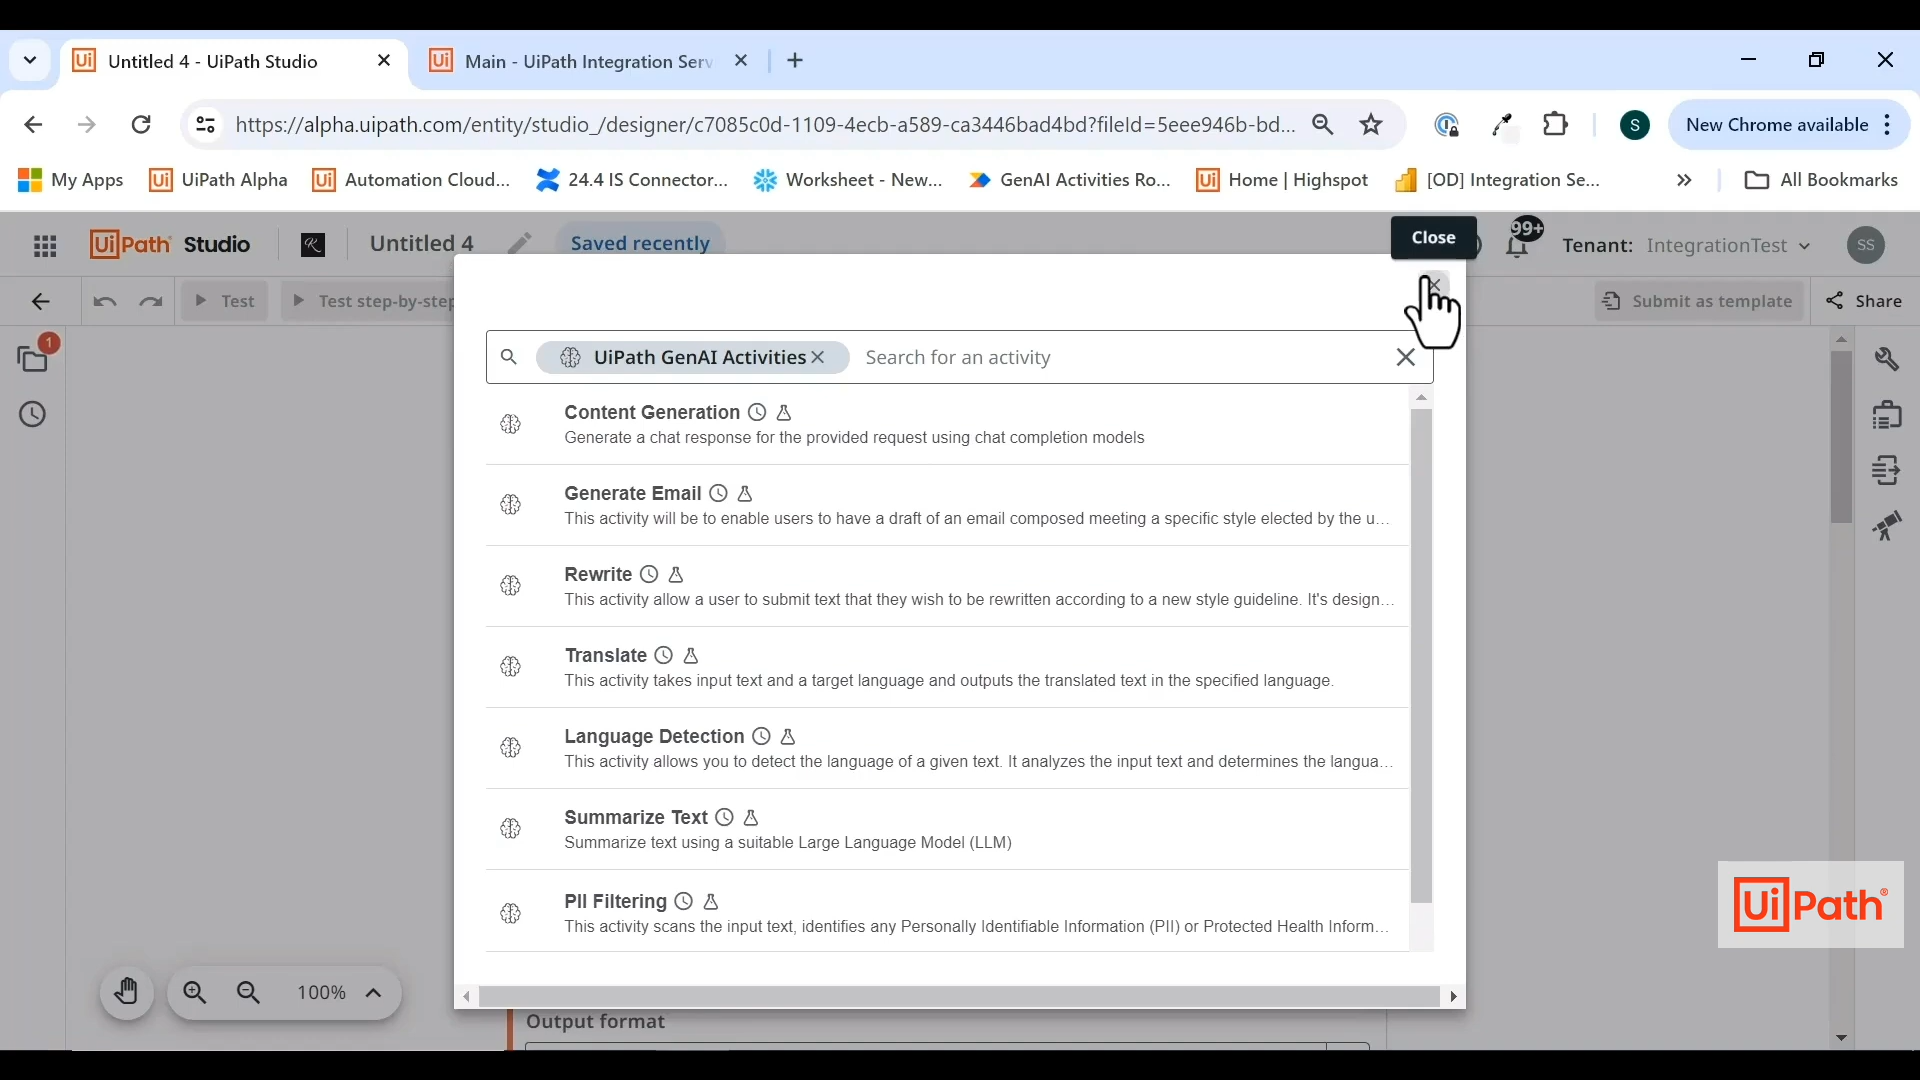 Untitled 4 - UiPath Studio
Main - UiPath Integration Serv
https://alpha.uipath.com/entity/studio_/designer/c7085c0d-1109-4ecb-a589-ca3446bad4bd?fileId=5eee946b-bd...
S
New Chrome available
My Apps
UiPath Alpha
Automation Cloud...
24.4 IS Connector...
Worksheet - New...
GenAI Activities Ro...
Home | Highspot
[OD] Integration Se...
All Bookmarks
UiPath Studio
Untitled 4
Saved recently
Close
99+
Tenant: IntegrationTest
SS
Test
Test step-by-step
Submit as template
Share
1
UiPath GenAI Activities
Search for an activity
Content Generation
Generate a chat response for the provided request using chat completion models
Generate Email
This activity will be to enable users to have a draft of an email composed meeting a specific style elected by the u...
Rewrite
This activity allow a user to submit text that they wish to be rewritten according to a new style guideline. It's design...
Translate
This activity takes input text and a target language and outputs the translated text in the specified language.
Language Detection
This activity allows you to detect the language of a given text. It analyzes the input text and determines the langua...
Summarize Text
Summarize text using a suitable Large Language Model (LLM)
PII Filtering
This activity scans the input text, identifies any Personally Identifiable Information (PII) or Protected Health Inform...
UiPath®
100%
Output format